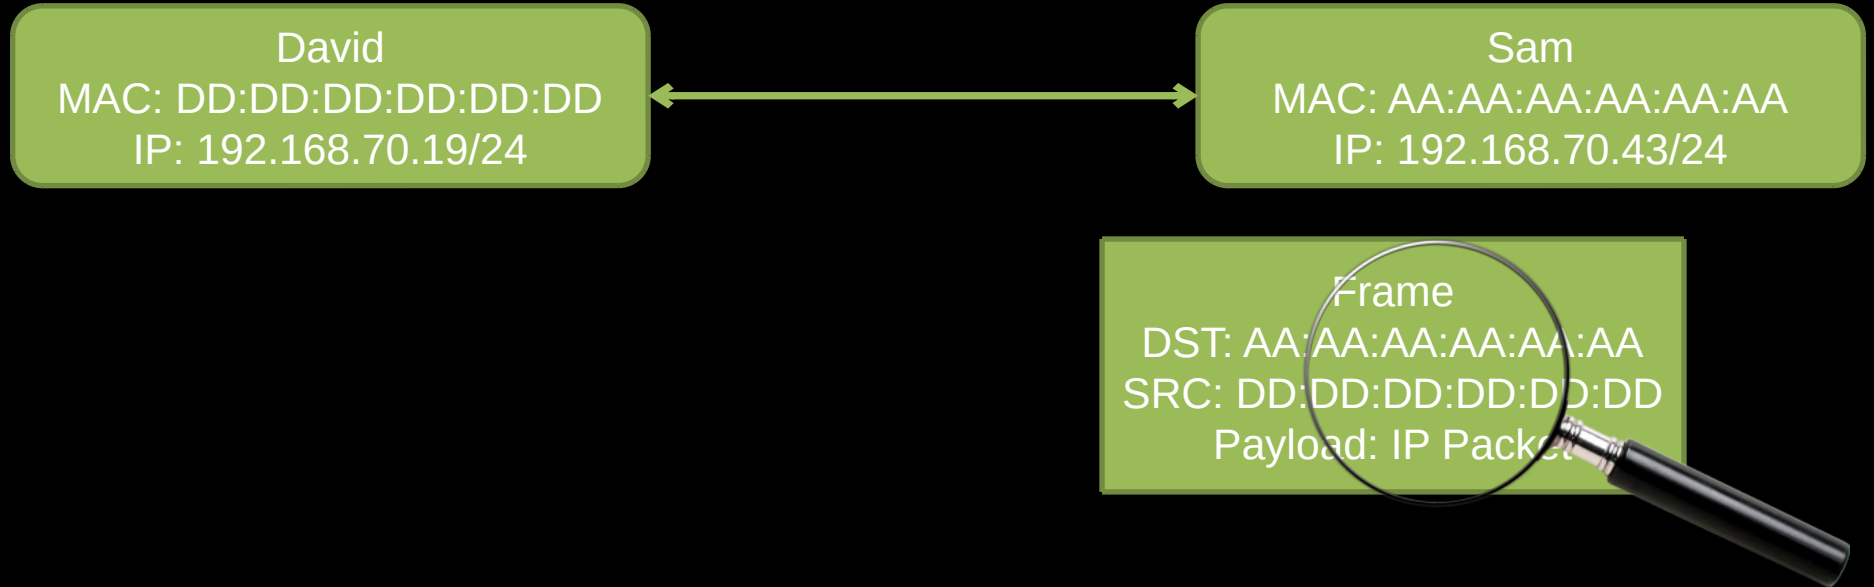 David
MAC: DD:DD:DD:DD:DD:DD
IP: 192.168.70.19/24
Sam
MAC: AA:AA:AA:AA:AA:AA
IP: 192.168.70.43/24
Frame
DST: AA:AA:AA:AA:AA:AA
SRC: DD:DD:DD:DD:DD:DD
Payload: IP Packet